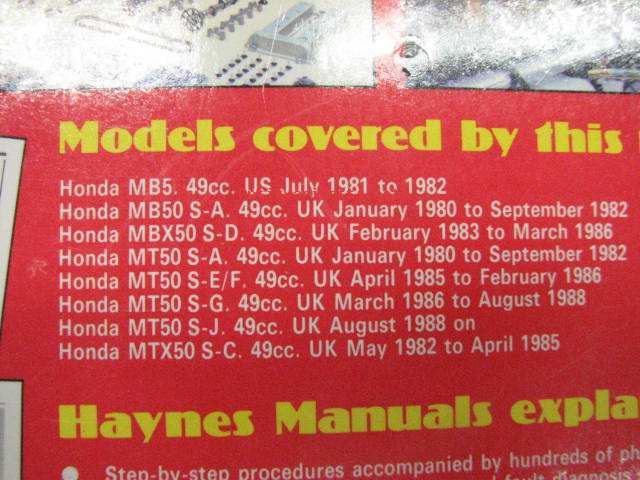 Models covered by this
Honda MB5. 49cc. US July 1981 to 1982
Honda MB50 S-A. 49cc. UK January 1980 to September 1982
Honda MBX50 S-D. 49cc. UK February 1983 to March 1986
Honda MT50 S-A. 49cc. UK January 1980 to September 1982
Honda MT50 S-E/F. 49cc. UK April 1985 to February 1986
Honda MT50 S-G. 49cc. UK March 1986 to August 1988
Honda MT50 S-J. 49cc. UK August 1988 on
Honda MTX50 S-C. 49cc. UK May 1982 to April 1985
Haynes Manuals expla
Step-by-step procedures accompanied by hundreds of ph
fault diagnosis